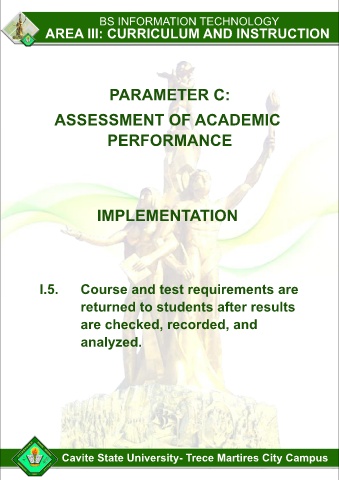 BS INFORMATION TECHNOLOGY
AREA III: CURRICULUM AND INSTRUCTION
PARAMETER C:
ASSESSMENT OF ACADEMIC
PERFORMANCE
IMPLEMENTATION
I.5. Course and test requirements are
returned to students after results
are checked, recorded, and
analyzed.
Cavite State University- Trece Martires City Campus